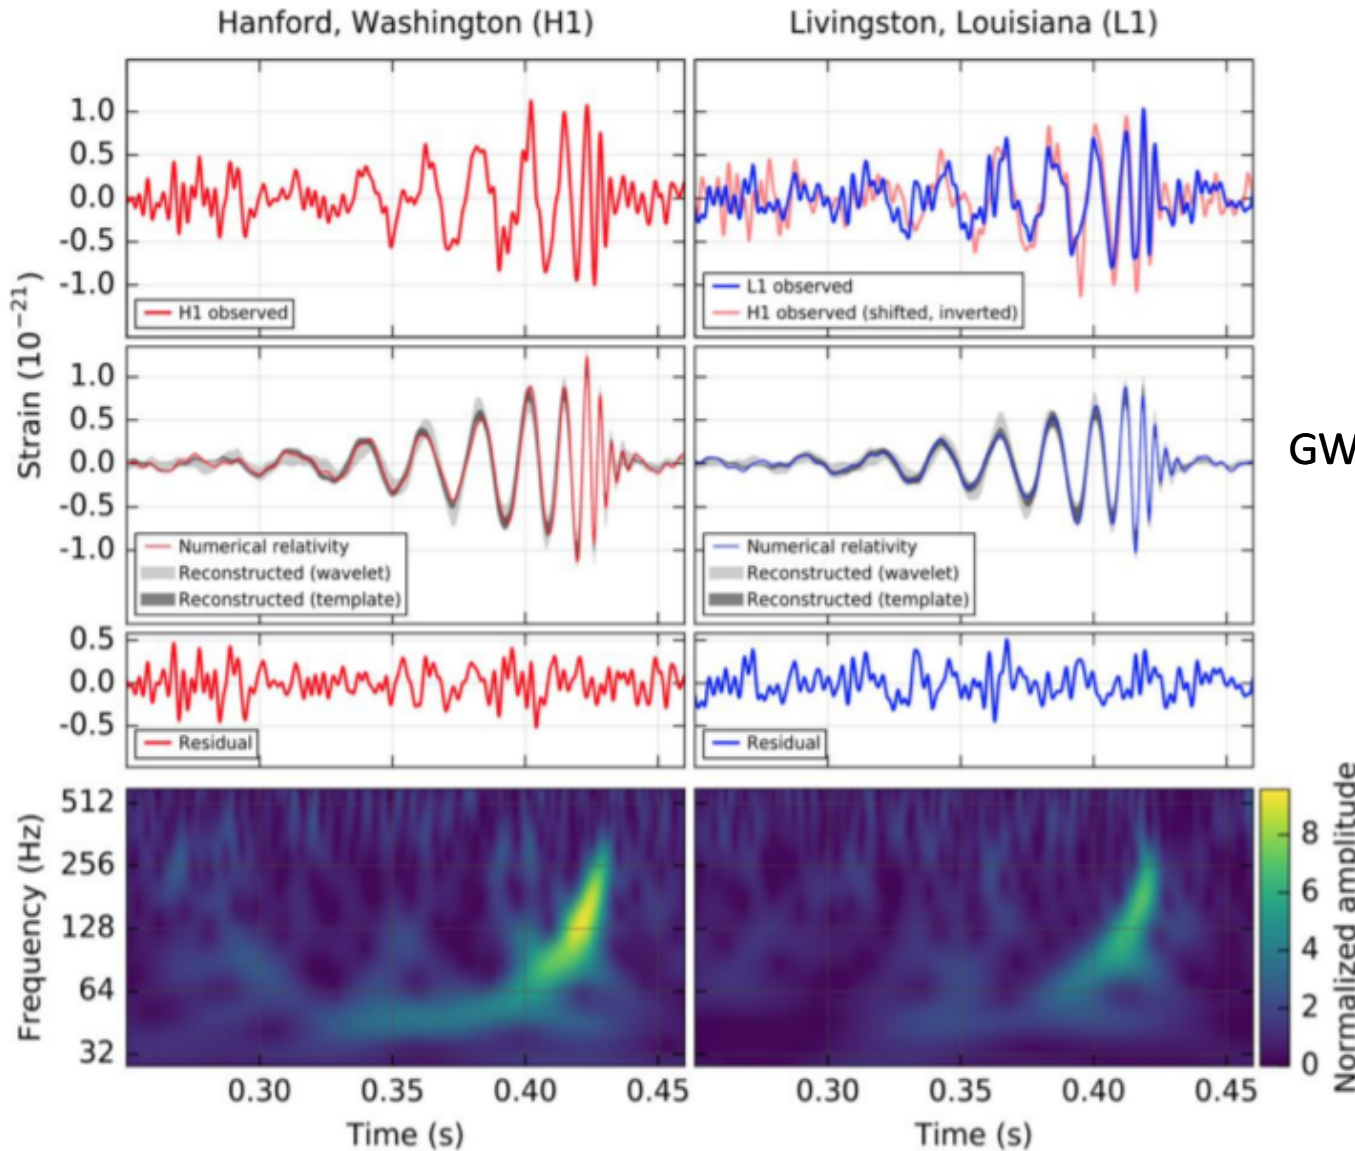 Hanford, Washington (H1)
Livingston, Louisiana (L1)
Strain (10⁻²¹)
1.0
0.5
0.0
-0.5
-1.0
H1 observed
L1 observed
H1 observed (shifted, inverted)
1.0
0.5
0.0
-0.5
-1.0
Numerical relativity
Reconstructed (wavelet)
Reconstructed (template)
Numerical relativity
Reconstructed (wavelet)
Reconstructed (template)
GW
0.5
0.0
-0.5
Residual
Residual
Frequency (Hz)
512
256
128
64
32
Normalized amplitude
8
6
4
2
0
0.30 0.35 0.40 0.45
0.30 0.35 0.40 0.45
Time (s)
Time (s)